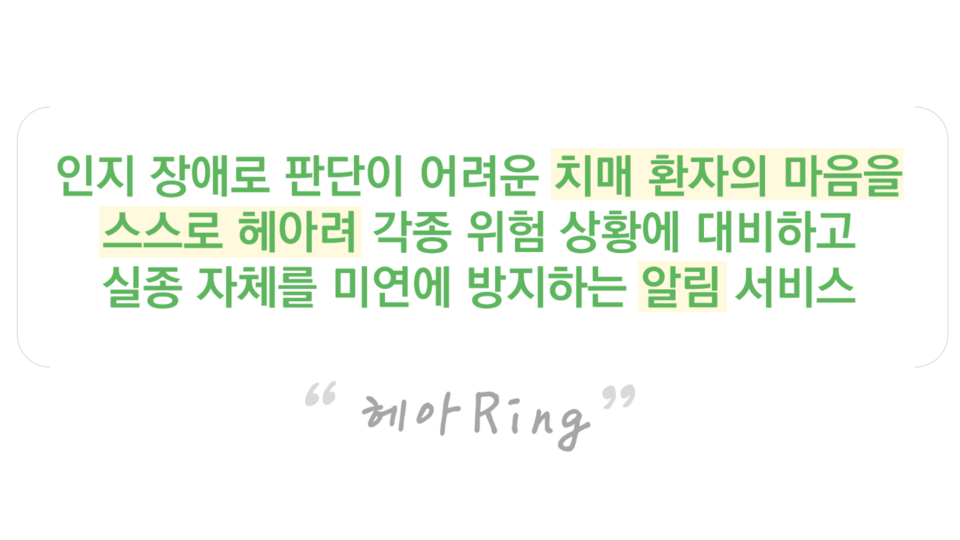 인지 장애로 판단이 어려운 치매 환자의 마음을
스스로 헤아려 각종 위험 상황에 대비하고
실종 자체를 미연에 방지하는 알림 서비스
“ 헤아Ring ”